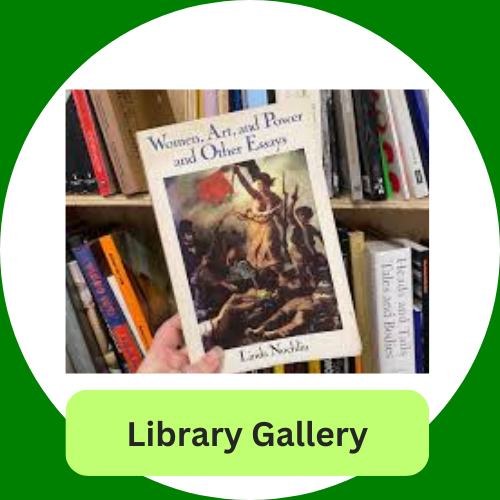 Women, Art, and Power
and Other Essays
Linda Nochlin
Heads and Tails
Tales and Bodies
Library Gallery